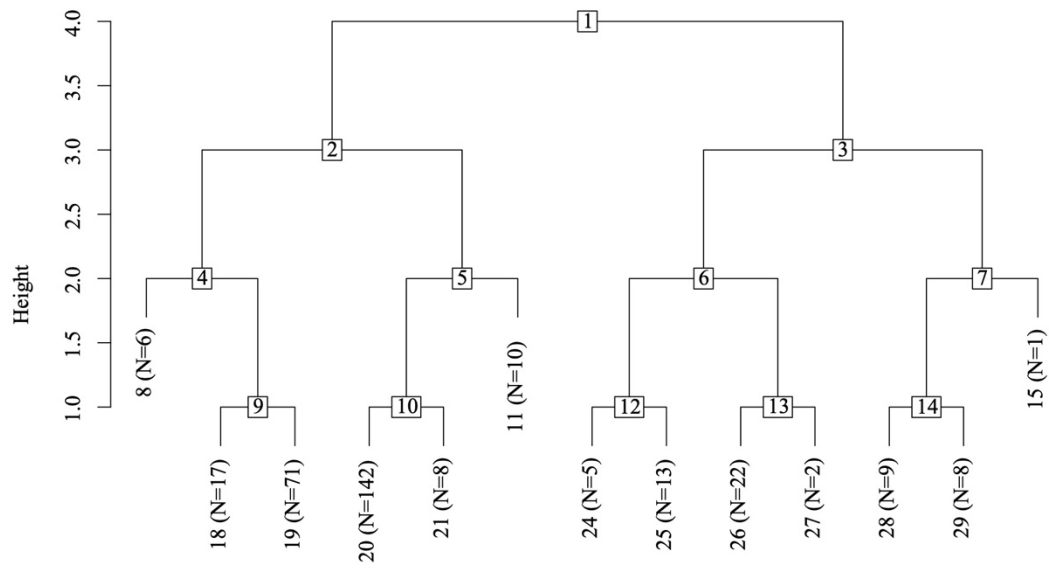 4.0
3.5
3.0
2.5
2.0
1.5
1.0
Height
1
2
3
4
5
6
7
8 (N=6)
9
10
11 (N=10)
12
13
14
15 (N=1)
18 (N=17)
19 (N=71)
20 (N=142)
21 (N=8)
24 (N=5)
25 (N=13)
26 (N=22)
27 (N=2)
28 (N=9)
29 (N=8)